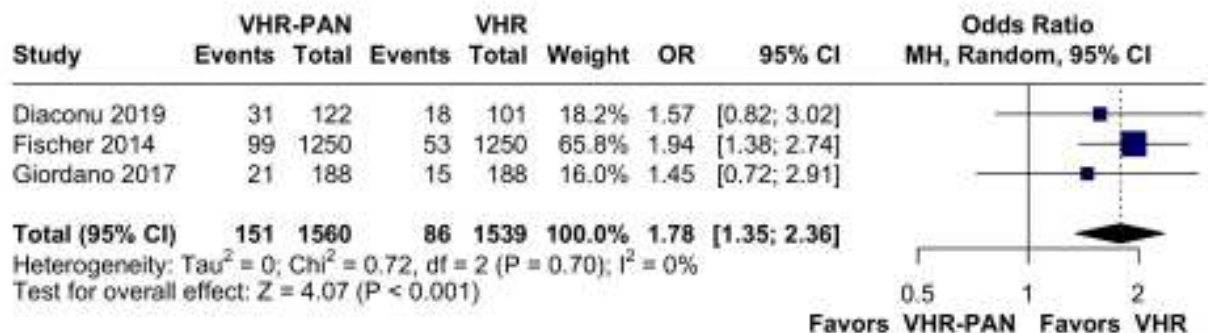 VHR-PAN VHR Odds Ratio
Study Events Total Events Total Weight OR 95% CI MH, Random, 95% CI
Diaconu 2019 31 122 18 101 18.2% 1.57 [0.82; 3.02]
Fischer 2014 99 1250 53 1250 65.8% 1.94 [1.38; 2.74]
Giordano 2017 21 188 15 188 16.0% 1.45 [0.72; 2.91]
Total (95% CI) 151 1560 86 1539 100.0% 1.78 [1.35; 2.36]
Heterogeneity: Tau² = 0; Chi² = 0.72, df = 2 (P = 0.70); I² = 0%
Test for overall effect: Z = 4.07 (P < 0.001)
0.5 1 2
Favors VHR-PAN Favors VHR